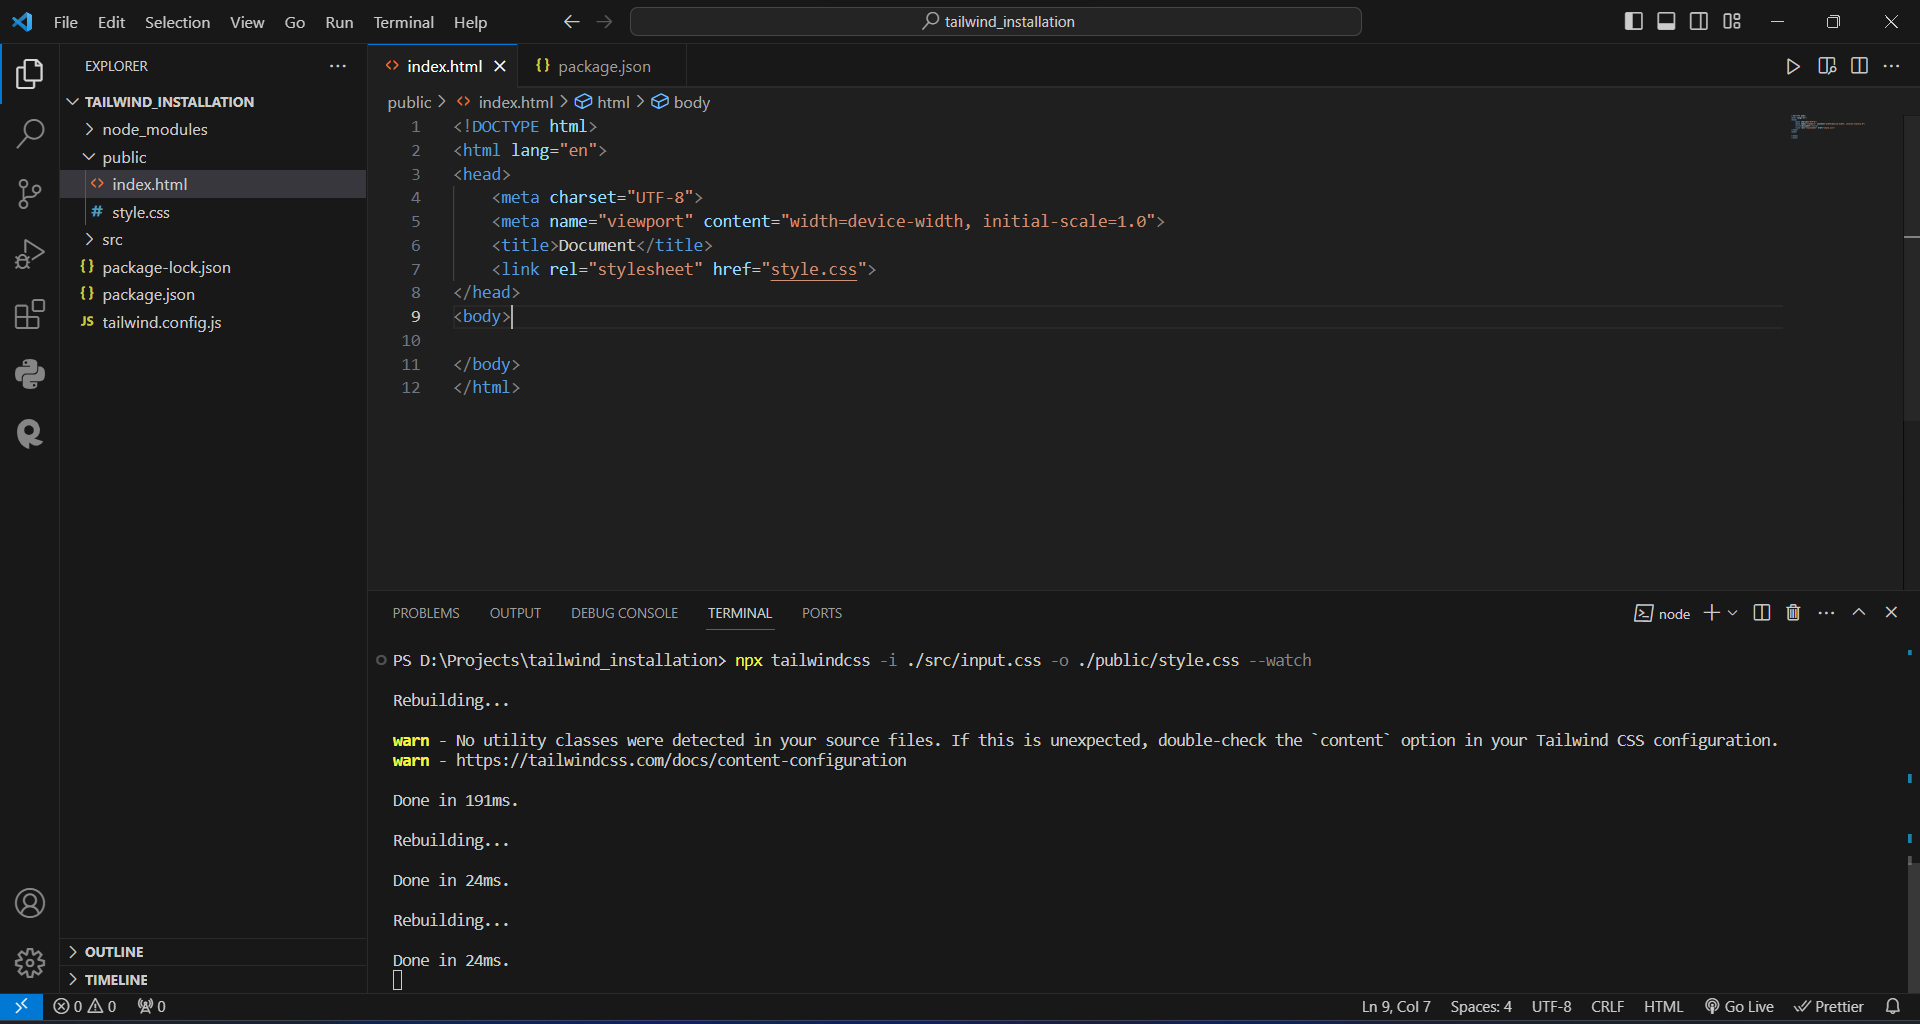 File Edit Selection View Go Run Terminal Help
tailwind_installation
EXPLORER
TAILWIND_INSTALLATION
node_modules
public
<> index.html
# style.css
src
{} package-lock.json
{} package.json
JS tailwind.config.js
OUTLINE
TIMELINE
<> index.html
{} package.json
public > <> index.html > html > body
1 <!DOCTYPE html>
2 <html lang="en">
3 <head>
4 <meta charset="UTF-8">
5 <meta name="viewport" content="width=device-width, initial-scale=1.0">
6 <title>Document</title>
7 <link rel="stylesheet" href="style.css">
8 </head>
9 <body>
10
11 </body>
12 </html>
PROBLEMS OUTPUT DEBUG CONSOLE TERMINAL PORTS
node
PS D:\Projects\tailwind_installation> npx tailwindcss -i ./src/input.css -o ./public/style.css --watch
Rebuilding...
warn - No utility classes were detected in your source files. If this is unexpected, double-check the `content` option in your Tailwind CSS configuration.
warn - https://tailwindcss.com/docs/content-configuration
Done in 191ms.
Rebuilding...
Done in 24ms.
Rebuilding...
Done in 24ms.
0 0 0
Ln 9, Col 7 Spaces: 4 UTF-8 CRLF HTML Go Live Prettier